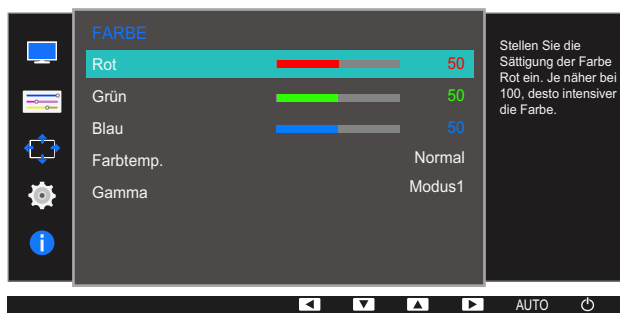 FARBE
Rot 50
Grün 50
Blau 50
Farbtemp. Normal
Gamma Modus1
Stellen Sie die
Sättigung der Farbe
Rot ein. Je näher bei
100, desto intensiver
die Farbe.
AUTO